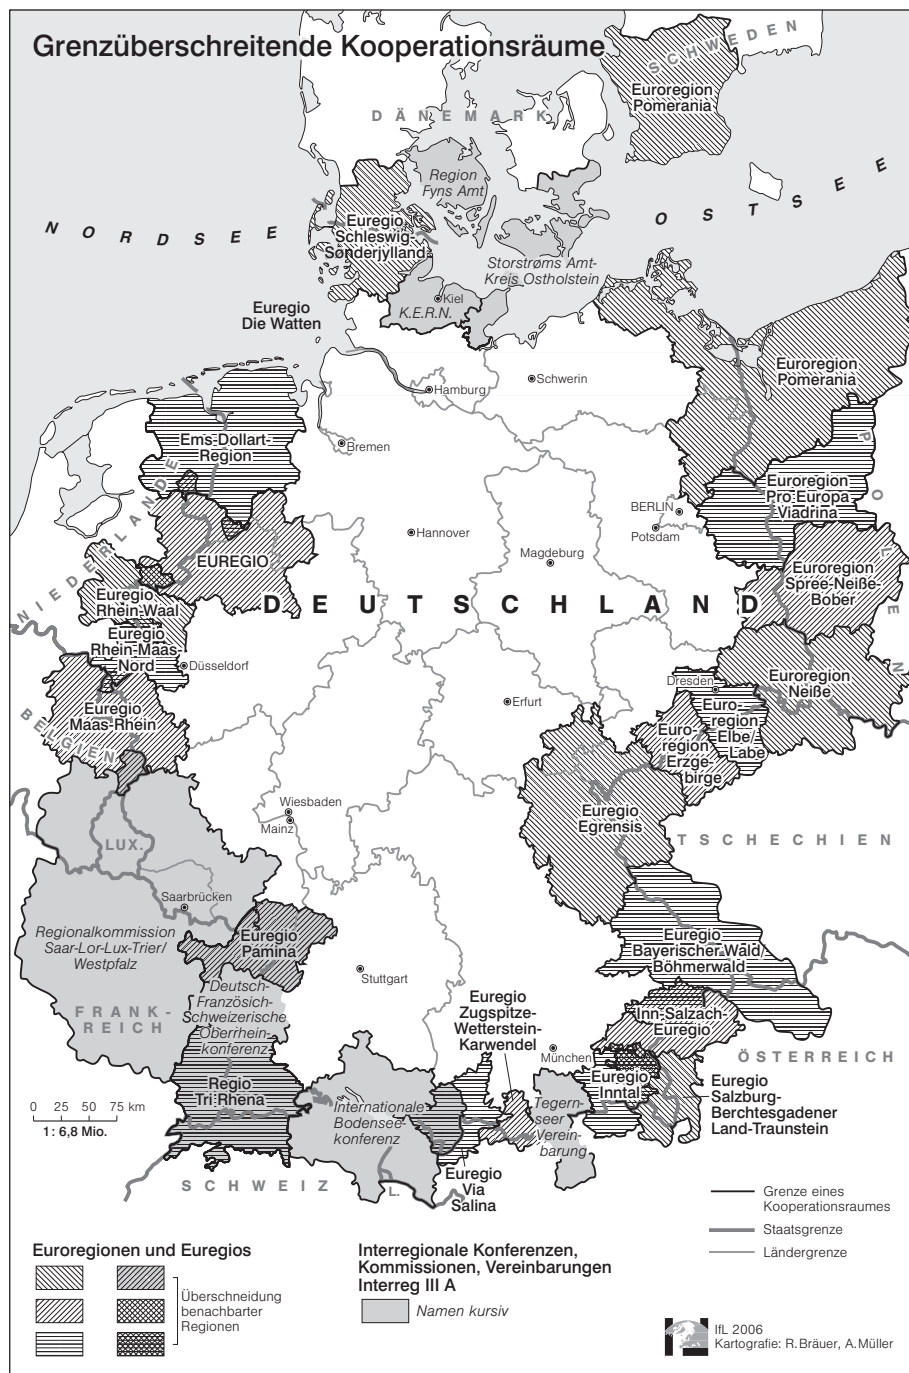 Grenzüberschreitende Kooperationsräume
SCHWEDEN
Euroregion
Pomerania
DÄNEMARK
Region
Fyns Amt
NORDSEE
OSTSEE
Euregio
Schleswig-
Sønderjylland
Storstrøms Amt-
Kreis Ostholstein
Kiel
K.E.R.N.
Euregio
Die Watten
Euroregion
Pomerania
Schwerin
Hamburg
Ems-Dollart-
Region
Bremen
POLEN
NIEDERLANDE
Euroregion
Pro Europa
Viadrina
BERLIN
Potsdam
Hannover
Magdeburg
EUREGIO
Euroregion
Spree-Neiße-
Bober
Euregio
Rhein-Waal
DEUTSCHLAND
Euregio
Rhein-Maas-
Nord
Düsseldorf
Euroregion
Neiße
Dresden
Erfurt
Euregio
Maas-Rhein
BELGIEN
Euro-
region
Elbe/
Labe
Euro-
region
Erzge-
birge
Wiesbaden
Mainz
Euregio
Egrensis
TSCHECHIEN
LUX.
Saarbrücken
Regionalkommission
Saar-Lor-Lux-Trier/
Westpfalz
Euregio
Pamina
Euregio
Bayerischer Wald/
Böhmerwald
Stuttgart
Deutsch-
Französich-
Schweizerische
Oberrhein-
konferenz
FRANK-
REICH
Euregio
Zugspitze-
Wetterstein-
Karwendel
Inn-Salzach-
Euregio
München
ÖSTERREICH
Regio
Tri Rhena
Euregio
Inntal
Euregio
Salzburg-
Berchtesgadener
Land-Traunstein
Internationale
Bodensee-
konferenz
Tegern-
seer
Verein-
barung
0 25 50 75 km
1 : 6,8 Mio.
SCHWEIZ
L.
Euregio
Via
Salina
Grenze eines
Kooperationsraumes
Staatsgrenze
Ländergrenze
Euroregionen und Euregios
Überschneidung
benachbarter
Regionen
Interregionale Konferenzen,
Kommissionen, Vereinbarungen
Interreg III A
Namen kursiv
IfL 2006
Kartografie: R.Bräuer, A.Müller